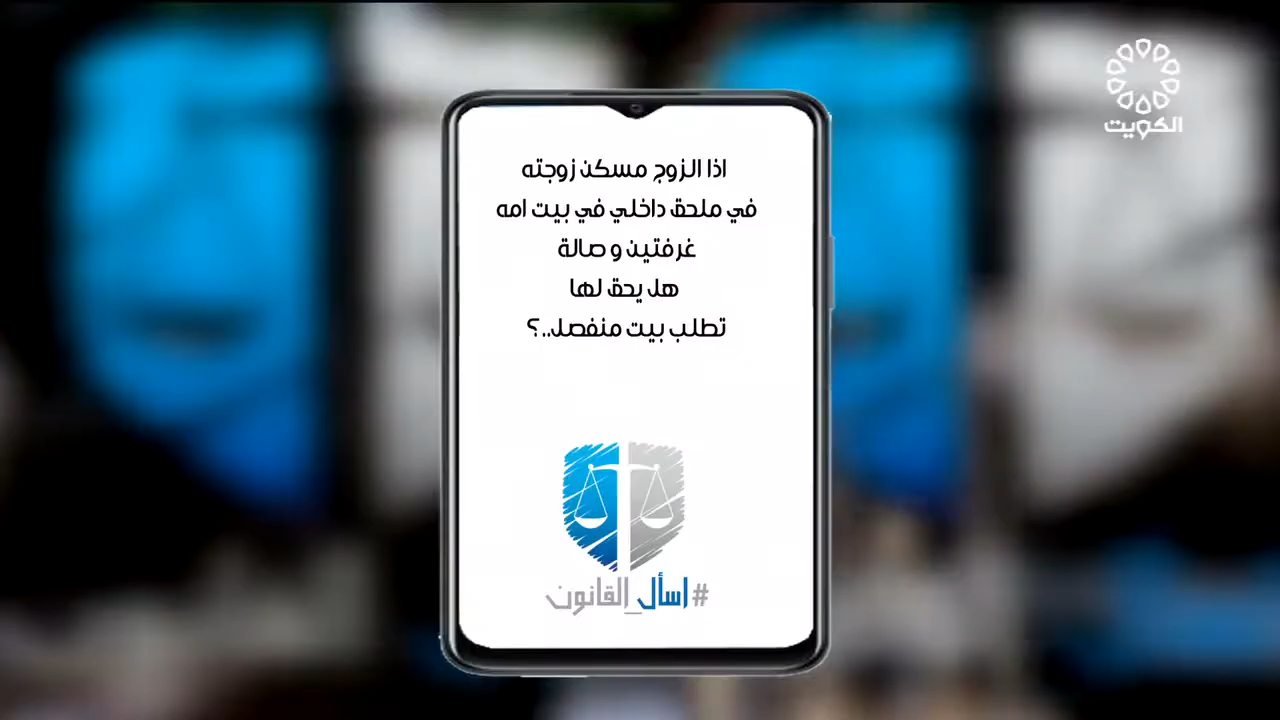 الكويت
اذا الزوج مسكن زوجته
في ملحق داخلي في بيت امه
غرفتين و صالة
هل يحق لها
تطلب بيت منفصل..؟
#اسأل_القانون